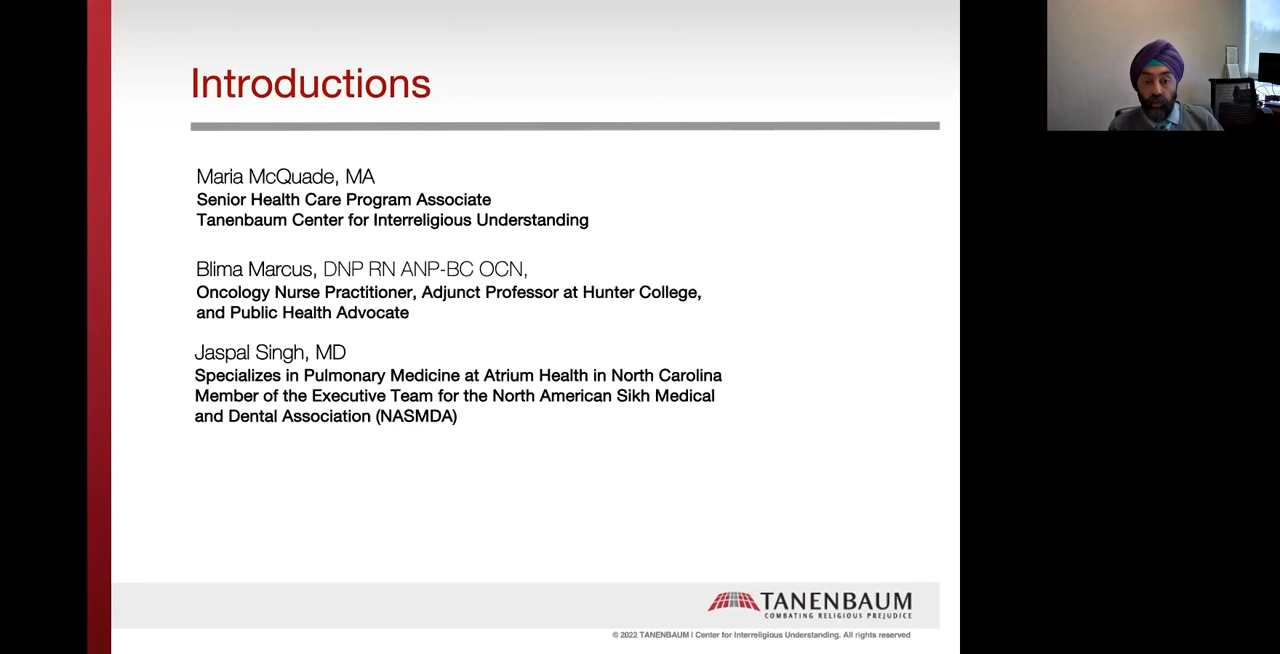 Introductions
Maria McQuade, MA
Senior Health Care Program Associate
Tanenbaum Center for Interreligious Understanding
Blima Marcus, DNP RN ANP-BC OCN,
Oncology Nurse Practitioner, Adjunct Professor at Hunter College,
and Public Health Advocate
Jaspal Singh, MD
Specializes in Pulmonary Medicine at Atrium Health in North Carolina
Member of the Executive Team for the North American Sikh Medical
and Dental Association (NASMDA)
TANENBAUM
COMBATING RELIGIOUS PREJUDICE
© 2022 TANENBAUM | Center for Interreligious Understanding. All rights reserved